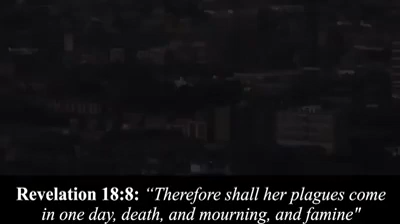 Revelation 18:8: “Therefore shall her plagues come
in one day, death, and mourning, and famine"